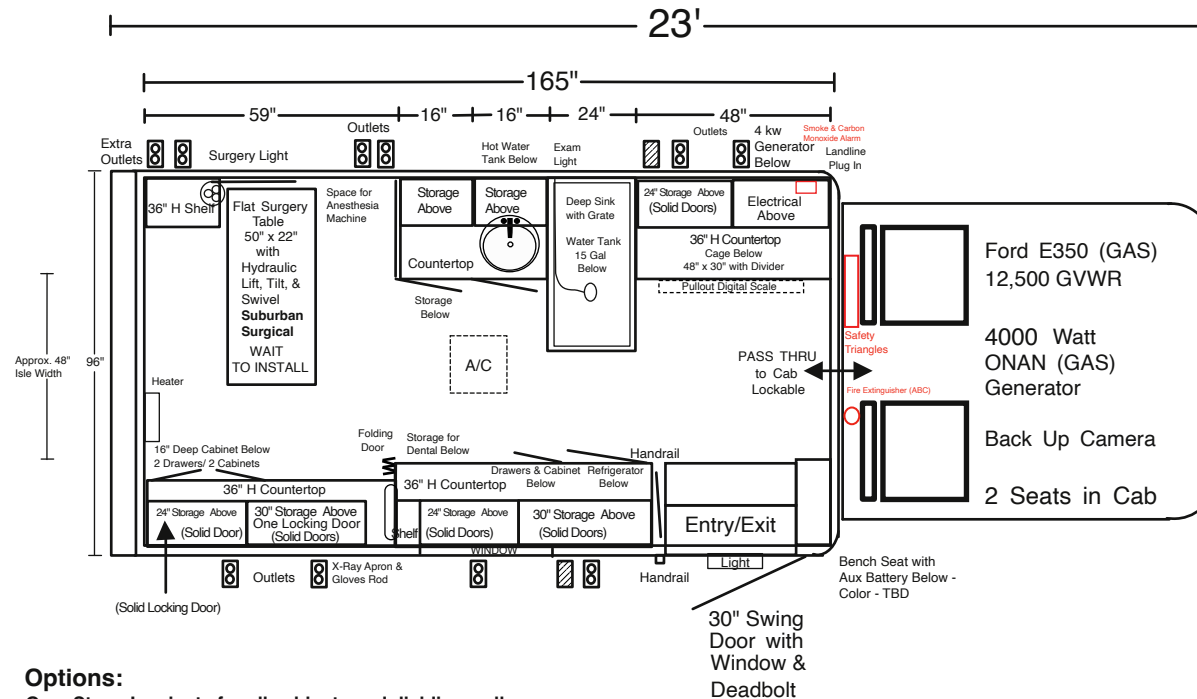 23'
165"
59"
16"
16"
24"
48"
Extra
Outlets
Surgery Light
Outlets
Hot Water
Tank Below
Exam
Light
Outlets
4 kw
Generator
Below
Smoke & Carbon
Monoxide Alarm
Landline
Plug In
36" H Shelf
Flat Surgery
Table
50" x 22"
with
Hydraulic
Lift, Tilt, &
Swivel
Suburban
Surgical
WAIT
TO INSTALL
Space for
Anesthesia
Machine
Storage
Above
Storage
Above
Countertop
Storage
Below
Deep Sink
with Grate
Water Tank
15 Gal
Below
24" Storage Above
(Solid Doors)
Electrical
Above
36" H Countertop
Cage Below
48" x 30" with Divider
Pullout Digital Scale
Ford E350 (GAS)
12,500 GVWR
4000 Watt
ONAN (GAS)
Generator
Back Up Camera
2 Seats in Cab
Safety
Triangles
PASS THRU
to Cab
Lockable
Fire Extinguisher (ABC)
A/C
Approx. 48"
Isle Width
96"
Heater
16" Deep Cabinet Below
2 Drawers/ 2 Cabinets
Folding
Door
Storage for
Dental Below
Handrail
Drawers & Cabinet
Below
Refrigerator
Below
36" H Countertop
36" H Countertop
24" Storage Above
(Solid Door)
30" Storage Above
One Locking Door
(Solid Doors)
Shelf
24" Storage Above
(Solid Doors)
30" Storage Above
(Solid Doors)
Entry/Exit
WINDOW
Light
Outlets
X-Ray Apron &
Gloves Rod
Handrail
Bench Seat with
Aux Battery Below -
Color - TBD
(Solid Locking Door)
30" Swing
Door with
Window &
Deadbolt
Options: